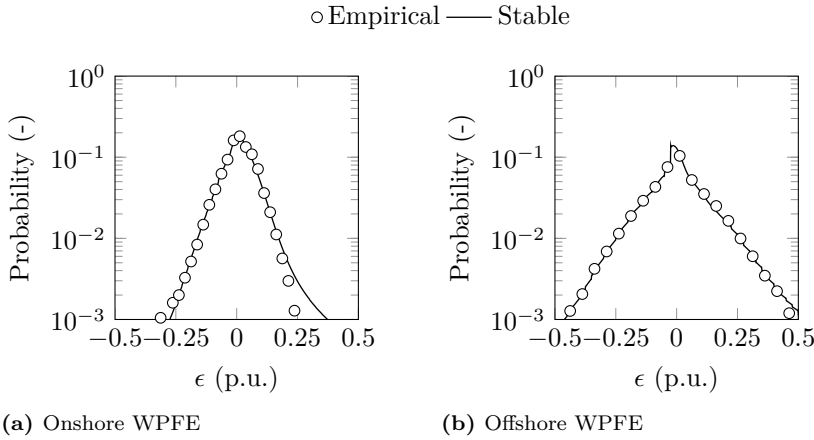 Empirical Stable
10^0
10^−1
10^−2
10^−3
Probability (-)
−0.5 −0.25 0 0.25 0.5
ϵ (p.u.)
(a) Onshore WPFE
10^0
10^−1
10^−2
10^−3
Probability (-)
−0.5 −0.25 0 0.25 0.5
ϵ (p.u.)
(b) Offshore WPFE